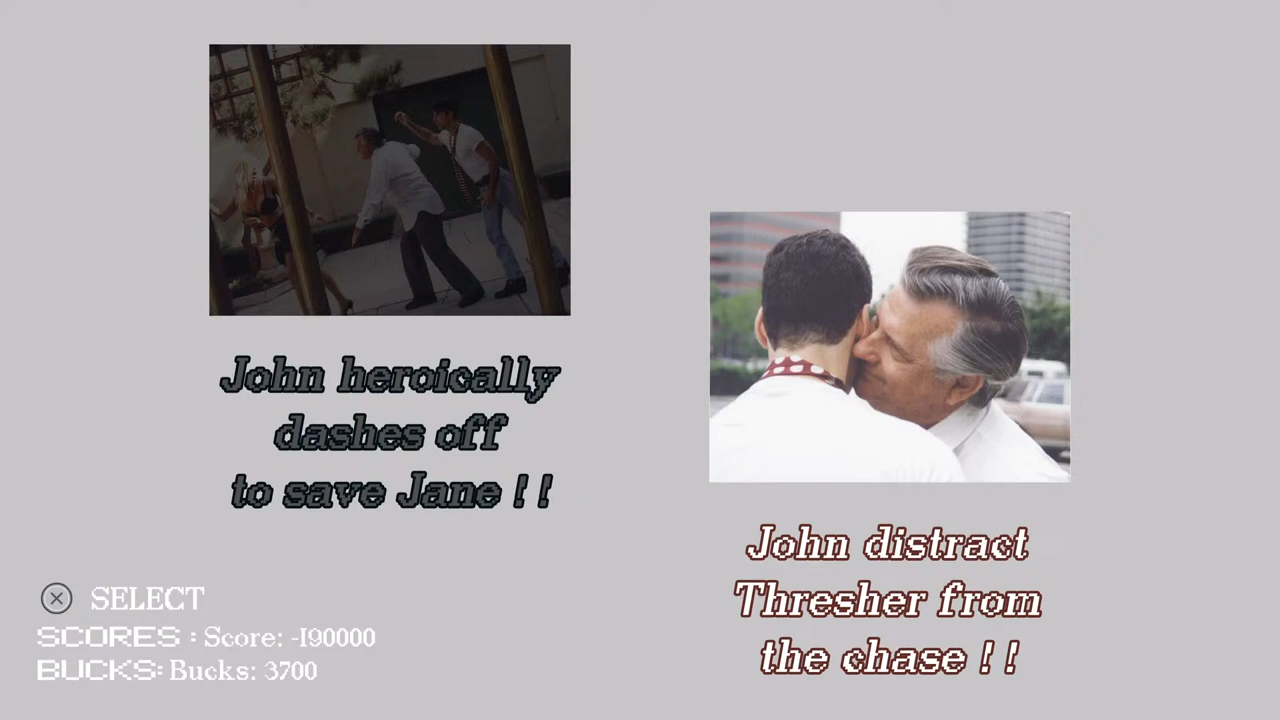 John heroically
dashes off
to save Jane ! !
John distract
Thresher from
the chase ! !
SELECT
SCORES : Score: -190000
BUCKS: Bucks: 3700